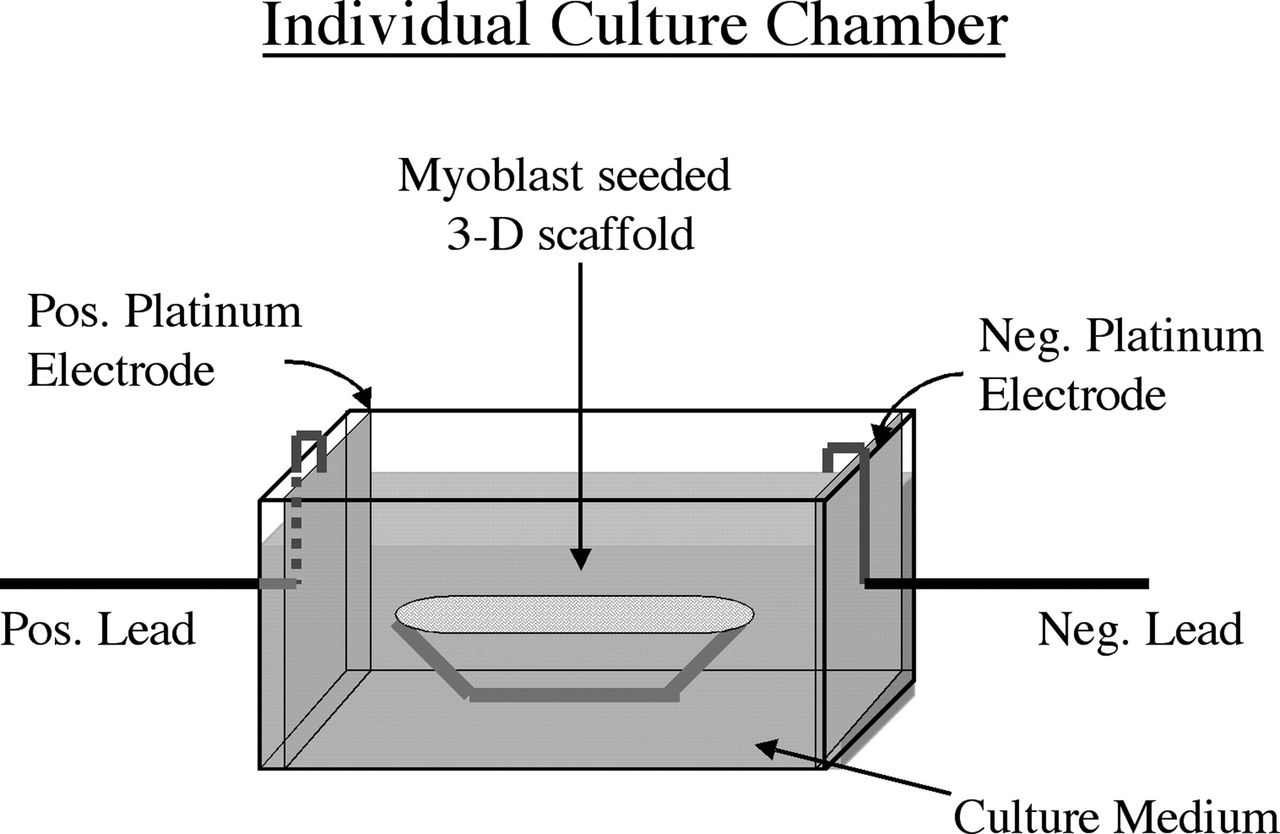 Individual Culture Chamber
Myoblast seeded
3-D scaffold
Pos. Platinum
Electrode
Neg. Platinum
Electrode
Pos. Lead
Neg. Lead
Culture Medium